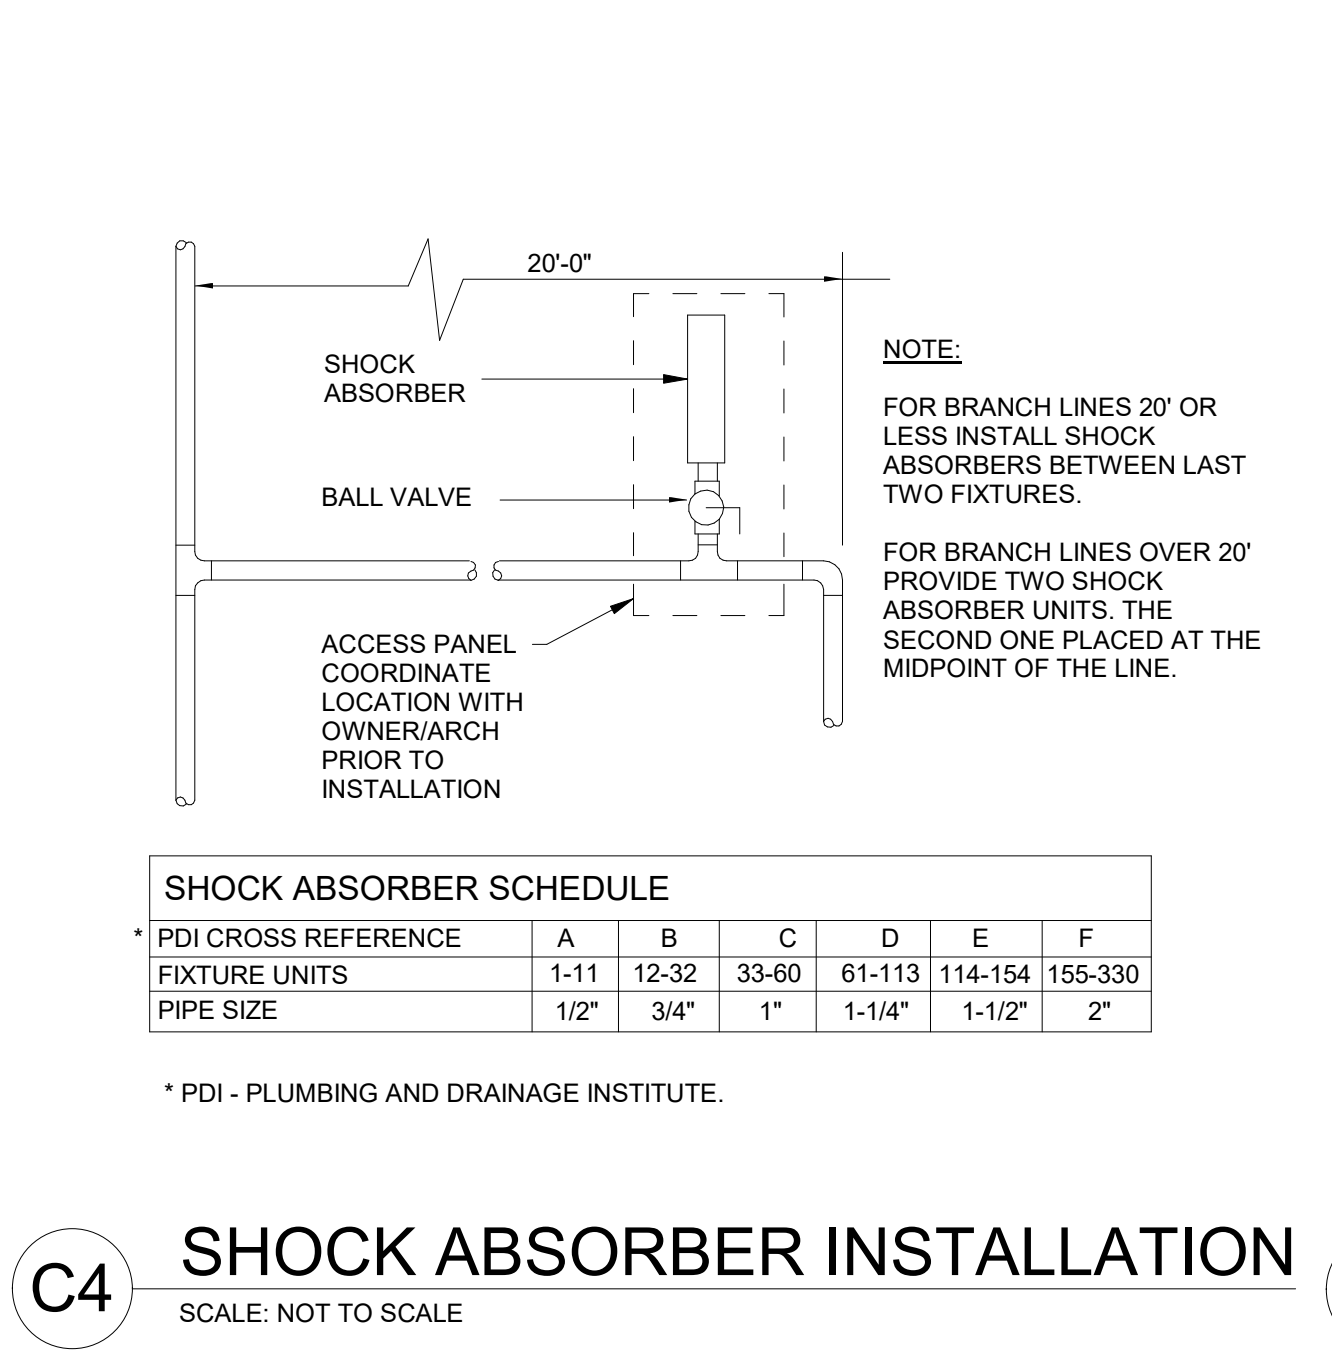 20'-0"
SHOCK
ABSORBER
BALL VALVE
ACCESS PANEL
COORDINATE
LOCATION WITH
OWNER/ARCH
PRIOR TO
INSTALLATION
NOTE:
FOR BRANCH LINES 20' OR
LESS INSTALL SHOCK
ABSORBERS BETWEEN LAST
TWO FIXTURES.
FOR BRANCH LINES OVER 20'
PROVIDE TWO SHOCK
ABSORBER UNITS. THE
SECOND ONE PLACED AT THE
MIDPOINT OF THE LINE.
SHOCK ABSORBER SCHEDULE
* PDI CROSS REFERENCE A B C D E F
FIXTURE UNITS 1-11 12-32 33-60 61-113 114-154 155-330
PIPE SIZE 1/2" 3/4" 1" 1-1/4" 1-1/2" 2"
* PDI - PLUMBING AND DRAINAGE INSTITUTE.
C4 SHOCK ABSORBER INSTALLATION
SCALE: NOT TO SCALE